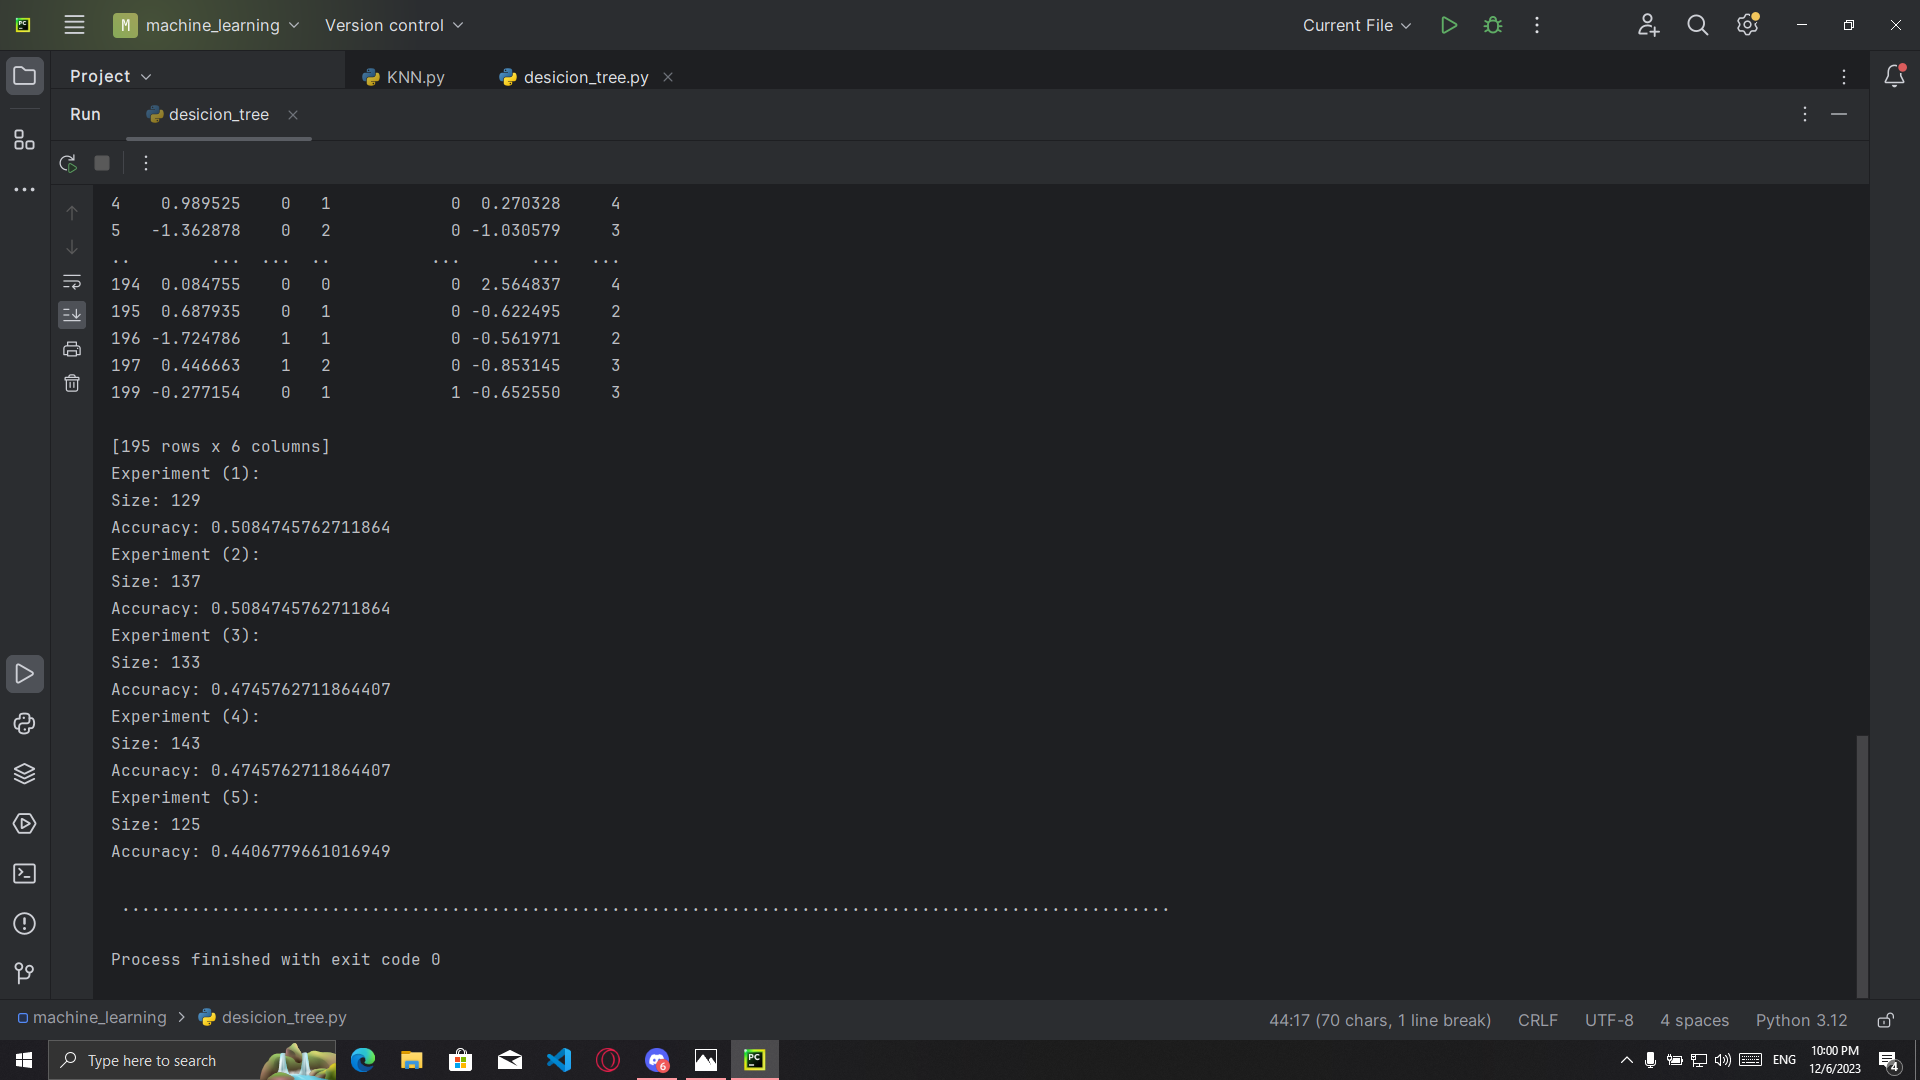 M machine_learning Version control Current File
Project KNN.py desicion_tree.py
Run desicion_tree
4 0.989525 0 1 0 0.270328 4
5 -1.362878 0 2 0 -1.030579 3
.. ... ... .. ... ... ...
194 0.084755 0 0 0 2.564837 4
195 0.687935 0 1 0 -0.622495 2
196 -1.724786 1 1 0 -0.561971 2
197 0.446663 1 2 0 -0.853145 3
199 -0.277154 0 1 1 -0.652550 3
[195 rows x 6 columns]
Experiment (1):
Size: 129
Accuracy: 0.5084745762711864
Experiment (2):
Size: 137
Accuracy: 0.5084745762711864
Experiment (3):
Size: 133
Accuracy: 0.4745762711864407
Experiment (4):
Size: 143
Accuracy: 0.4745762711864407
Experiment (5):
Size: 125
Accuracy: 0.4406779661016949
.........................................................................................................
Process finished with exit code 0
machine_learning > desicion_tree.py 44:17 (70 chars, 1 line break) CRLF UTF-8 4 spaces Python 3.12
Type here to search 6 PC ENG 10:00 PM
12/6/2023 4